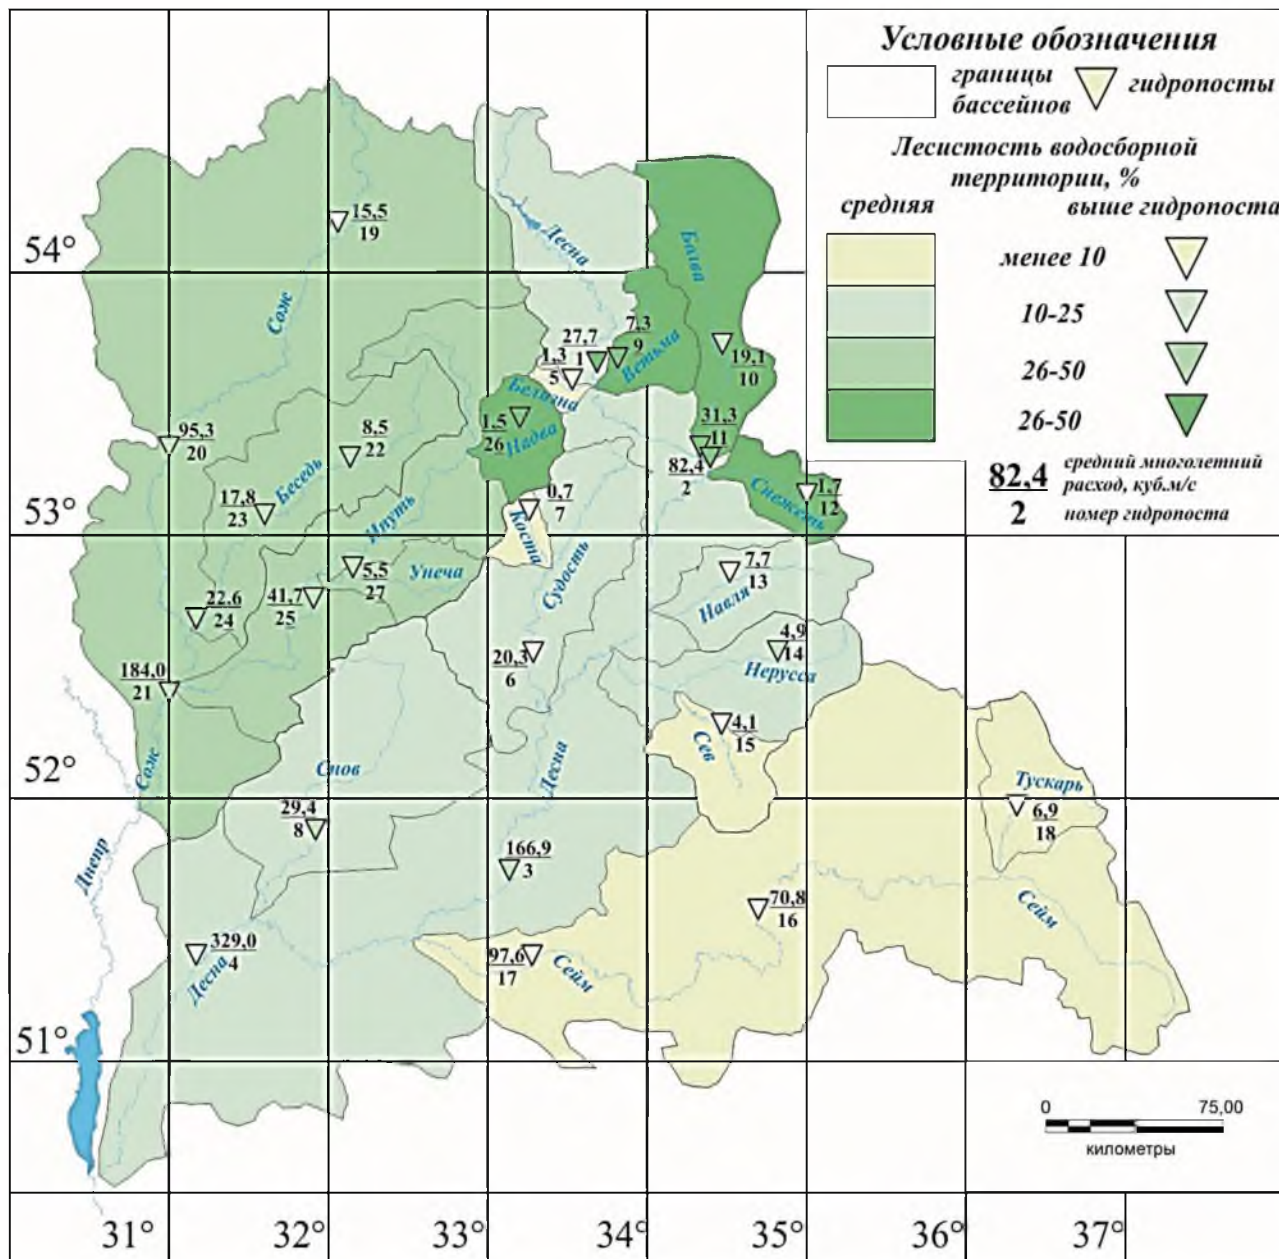 Условные обозначения
границы
бассейнов
гидропосты
Лесистость водосборной
территории, %
средняя
выше гидропоста
менее 10
10-25
26-50
26-50
82,4
2
средний многолетний
расход, куб.м/с
номер гидропоста
54°
53°
52°
51°
31°
32°
33°
34°
35°
36°
37°
15,5
19
Сож
Десна
Болва
27,7
1
7,3
9
Ветьма
1,3
5
Белизна
19,1
10
31,3
11
82,4
2
1,5
26
Надва
95,3
20
8,5
22
Беседь
17,8
23
Ипуть
0,7
7
Коста
Снежеть
1,7
12
5,5
27
Унеча
Судость
7,7
13
Навля
22,6
24
41,7
25
4,9
14
Нерусса
20,3
6
184,0
21
4,1
15
Сев
Сож
Снов
Десна
Тускарь
6,9
18
29,4
8
166,9
3
Днепр
70,8
16
Сейм
329,0
4
Десна
97,6
17
Сейм
0
75,00
километры